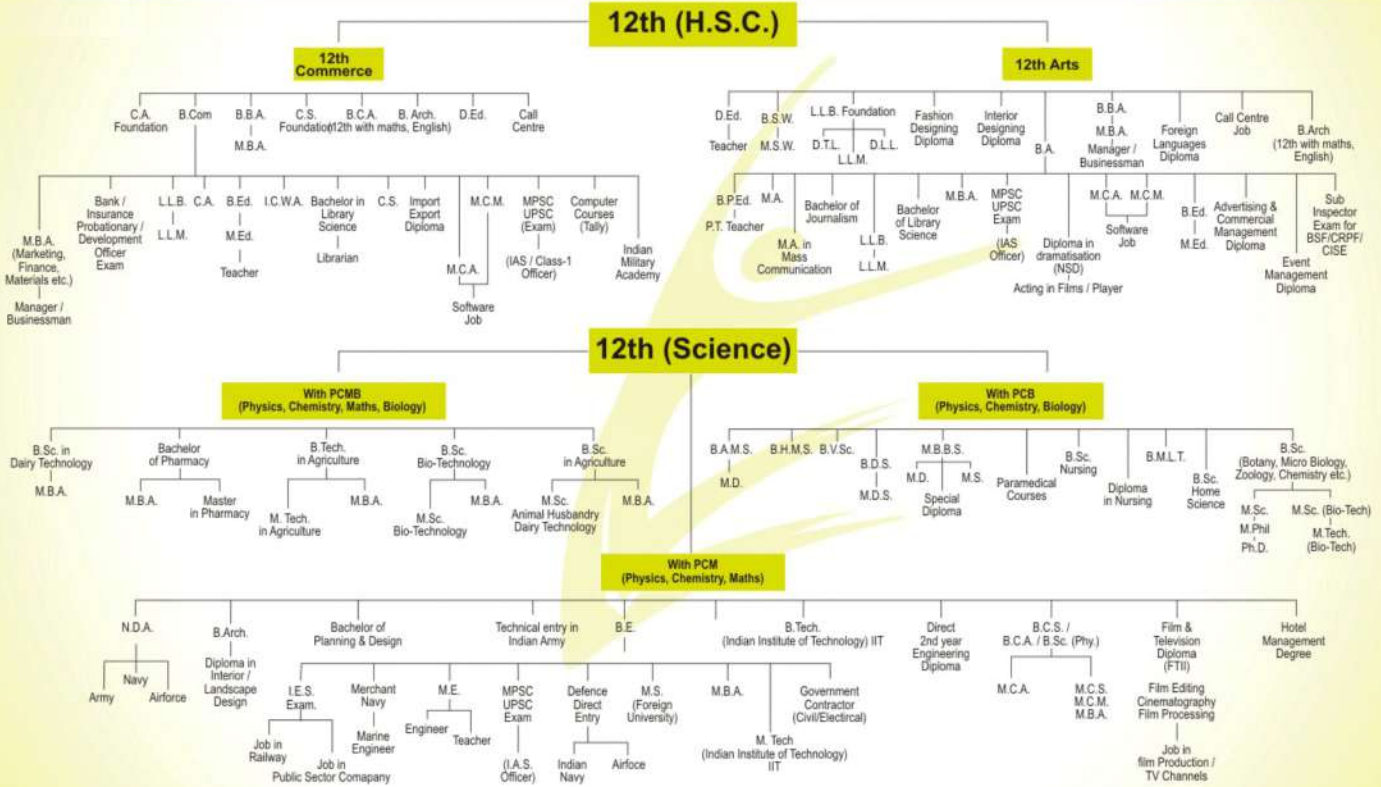 12th (H.S.C.)
12th
Commerce
C.A.
Foundation
B.Com
B.B.A.
M.B.A.
C.S.
Foundation
B.C.A.
(12th with maths, English)
B. Arch.
D.Ed.
Call
Centre
M.B.A.
(Marketing,
Finance,
Materials etc.)
Manager /
Businessman
Bank /
Insurance
Probationary /
Development
Officer
Exam
L.L.B.
L.L.M.
C.A.
B.Ed.
M.Ed.
Teacher
I.C.W.A.
Bachelor in
Library
Science
Librarian
C.S.
Import
Export
Diploma
M.C.A.
M.C.M.
Software
Job
MPSC
UPSC
(Exam)
(IAS / Class-1
Officer)
Computer
Courses
(Tally)
Indian
Military
Academy
12th Arts
D.Ed.
Teacher
B.S.W.
M.S.W.
L.L.B. Foundation
D.T.L.
D.L.L.
L.L.M.
Fashion
Designing
Diploma
Interior
Designing
Diploma
B.A.
B.B.A.
M.B.A.
Manager /
Businessman
Foreign
Languages
Diploma
Call Centre
Job
B.Arch
(12th with maths,
English)
B.P.Ed.
P.T. Teacher
M.A.
M.A. in
Mass
Communication
Bachelor of
Journalism
L.L.B.
L.L.M.
Bachelor
of Library
Science
M.B.A.
MPSC
UPSC
Exam
(IAS
Officer)
Diploma in
dramatisation
(NSD)
Acting in Films / Player
M.C.A.
M.C.M.
Software
Job
B.Ed.
M.Ed.
Advertising &
Commercial
Management
Diploma
Event
Management
Diploma
Sub
Inspector
Exam for
BSF/CRPF/
CISE
12th (Science)
With PCMB
(Physics, Chemistry, Maths, Biology)
B.Sc. in
Dairy Technology
M.B.A.
Bachelor
of Pharmacy
M.B.A.
Master
in Pharmacy
B.Tech.
in Agriculture
M. Tech.
in Agriculture
M.B.A.
B.Sc.
Bio-Technology
M.Sc.
Bio-Technology
M.B.A.
B.Sc.
in Agriculture
M.Sc.
Animal Husbandry
Dairy Technology
M.B.A.
With PCB
(Physics, Chemistry, Biology)
B.A.M.S.
M.D.
B.H.M.S.
B.V.Sc.
B.D.S.
M.D.S.
M.B.B.S.
M.D.
Special
Diploma
M.S.
Paramedical
Courses
B.Sc.
Nursing
Diploma
in Nursing
B.M.L.T.
B.Sc.
Home
Science
B.Sc.
(Botany, Micro Biology,
Zoology, Chemistry etc.)
M.Sc.
M.Phil
Ph.D.
M.Sc. (Bio-Tech)
M.Tech.
(Bio-Tech)
With PCM
(Physics, Chemistry, Maths)
N.D.A.
Army
Navy
Airforce
B.Arch.
Diploma in
Interior /
Landscape
Design
Bachelor of
Planning & Design
Technical entry in
Indian Army
B.E.
B.Tech.
(Indian Institute of Technology) IIT
Direct
2nd year
Engineering
Diploma
B.C.S. /
B.C.A. / B.Sc. (Phy.)
M.C.A.
M.C.S.
M.C.M.
M.B.A.
Film &
Television
Diploma
(FTII)
Film Editing
Cinematography
Film Processing
Job in
film Production /
TV Channels
Hotel
Management
Degree
I.E.S.
Exam.
Job in
Railway
Job in
Public Sector Comapany
Merchant
Navy
Marine
Engineer
M.E.
Engineer
Teacher
MPSC
UPSC
Exam
(I.A.S.
Officer)
Defence
Direct
Entry
Indian
Navy
Airfoce
M.S.
(Foreign
University)
M.B.A.
M. Tech
(Indian Institute of Technology)
IIT
Government
Contractor
(Civil/Electircal)